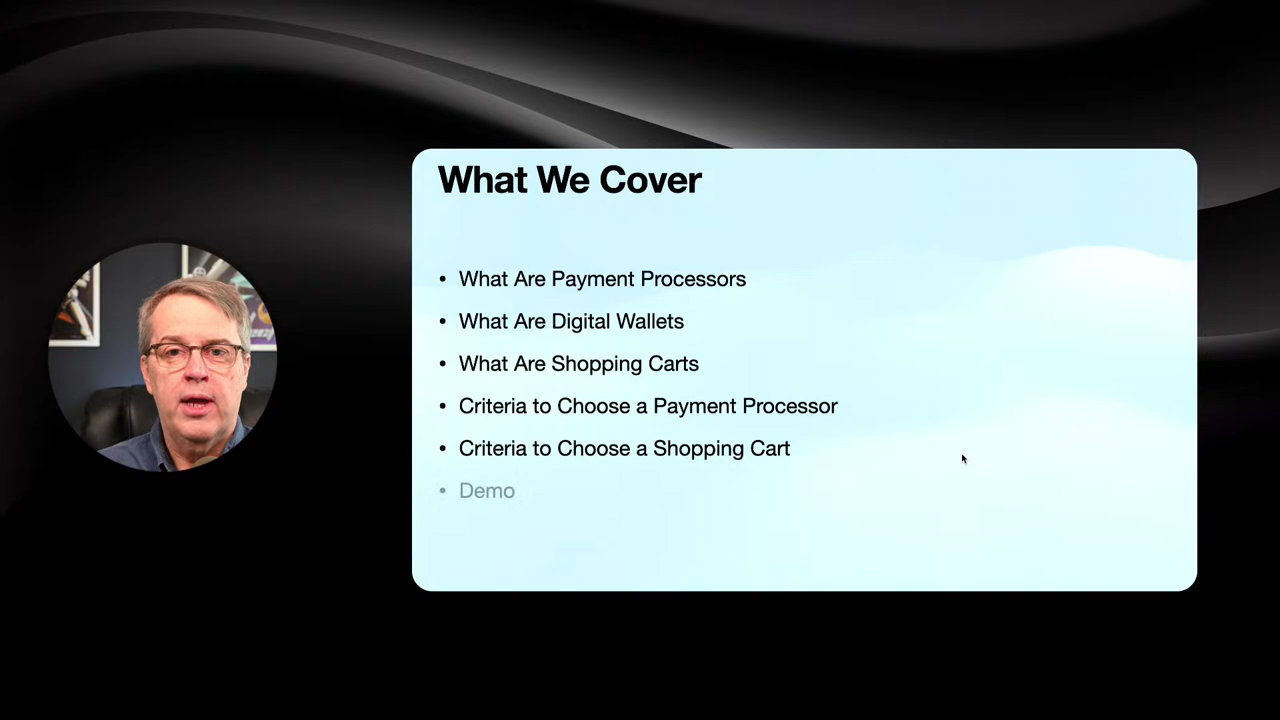 What We Cover
• What Are Payment Processors
• What Are Digital Wallets
• What Are Shopping Carts
• Criteria to Choose a Payment Processor
• Criteria to Choose a Shopping Cart
• Demo